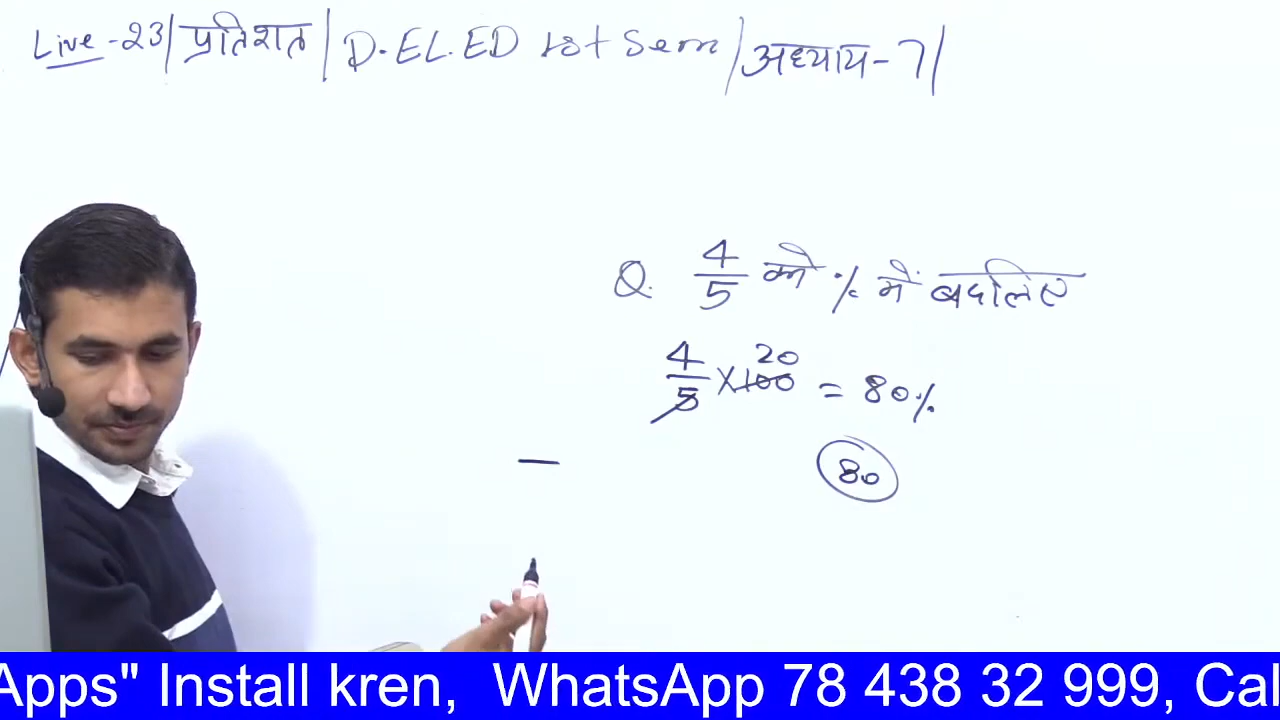 Live-23/प्रतिशत/D.EL.ED 1st Sem/अध्याय-7/
Q. 4/5 को % में बदलिए
4/5 × 100 20 = 80%
80
Apps" Install kren, WhatsApp 78 438 32 999, Cal